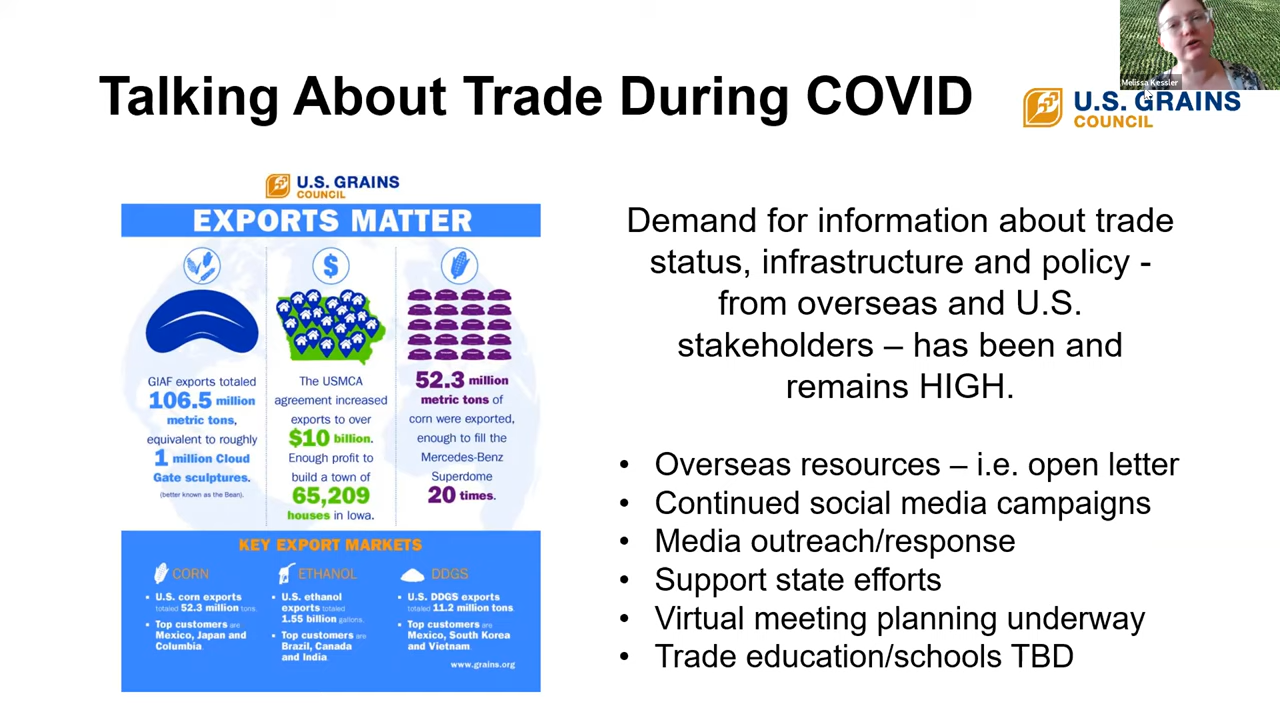 Talking About Trade During COVID
Melissa Kessler
U.S. GRAINS
COUNCIL
U.S. GRAINS
COUNCIL
EXPORTS MATTER
$
GIAF exports totaled
106.5 million
metric tons,
equivalent to roughly
1 million Cloud
Gate sculptures.
(better known as the Bean).
The USMCA
agreement increased
exports to over
$10 billion.
Enough profit to
build a town of
65,209
houses in Iowa.
52.3 million
metric tons of
corn were exported,
enough to fill the
Mercedes-Benz
Superdome
20 times.
KEY EXPORT MARKETS
CORN
• U.S. corn exports
totaled 52.3 million tons.
• Top customers are
Mexico, Japan and
Columbia.
ETHANOL
• U.S. ethanol
exports totaled
1.55 billion gallons.
• Top customers are
Brazil, Canada
and India.
DDGS
• U.S. DDGS exports
totaled 11.2 million tons
• Top customers are
Mexico, South Korea
and Vietnam.
www.grains.org
Demand for information about trade
status, infrastructure and policy -
from overseas and U.S.
stakeholders – has been and
remains HIGH.
• Overseas resources – i.e. open letter
• Continued social media campaigns
• Media outreach/response
• Support state efforts
• Virtual meeting planning underway
• Trade education/schools TBD